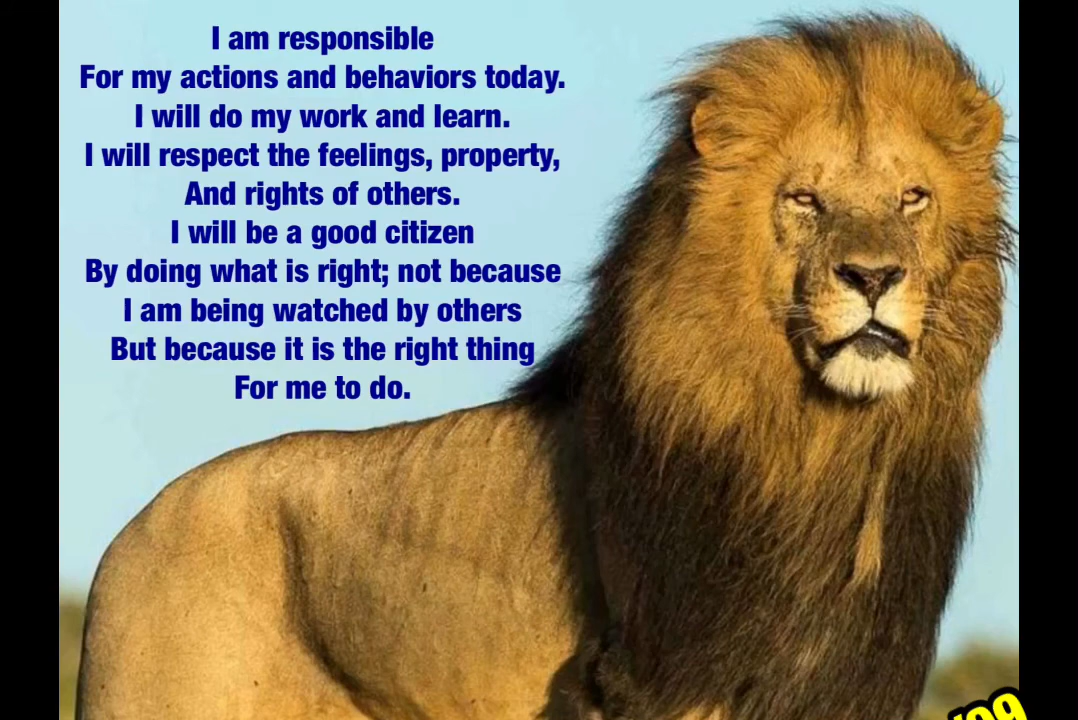 I am responsible
For my actions and behaviors today.
I will do my work and learn.
I will respect the feelings, property,
And rights of others.
I will be a good citizen
By doing what is right; not because
I am being watched by others
But because it is the right thing
For me to do.